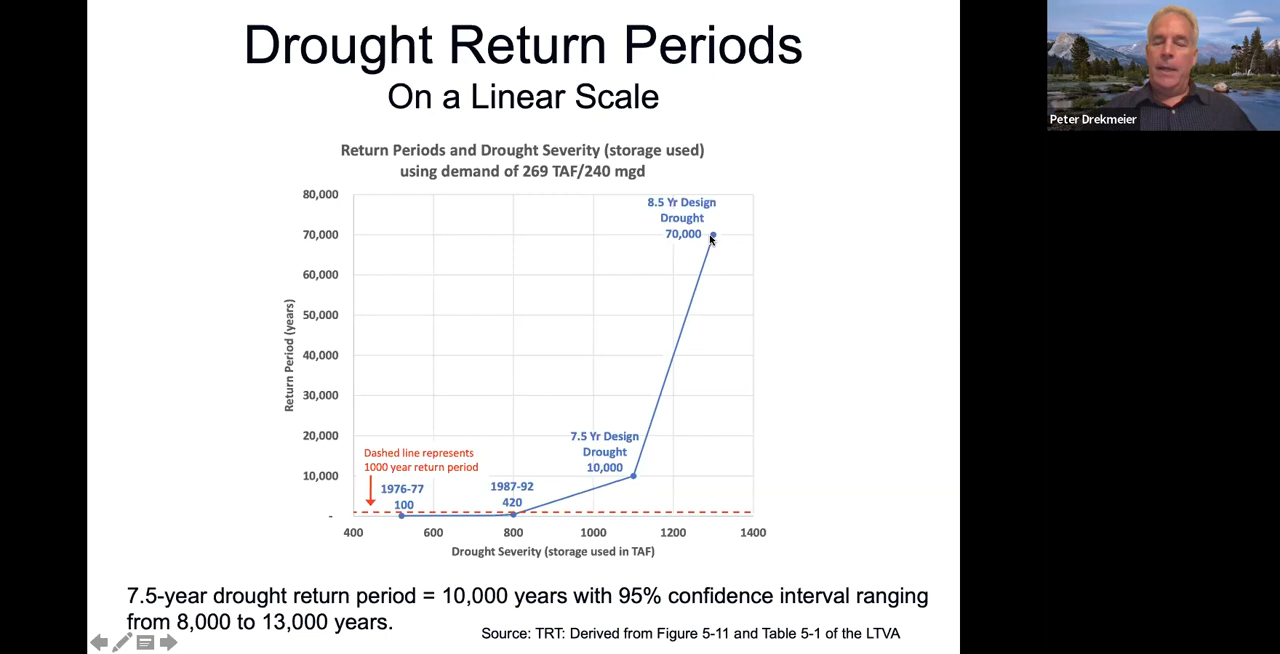 Drought Return Periods
On a Linear Scale
Peter Drekmeier
Return Periods and Drought Severity (storage used)
using demand of 269 TAF/240 mgd
80,000
70,000
60,000
50,000
40,000
30,000
20,000
10,000
-
Return Period (years)
8.5 Yr Design
Drought
70,000
7.5 Yr Design
Drought
10,000
Dashed line represents
1000 year return period
1976-77
100
1987-92
420
400 600 800 1000 1200 1400
Drought Severity (storage used in TAF)
7.5-year drought return period = 10,000 years with 95% confidence interval ranging
from 8,000 to 13,000 years.
Source: TRT: Derived from Figure 5-11 and Table 5-1 of the LTVA